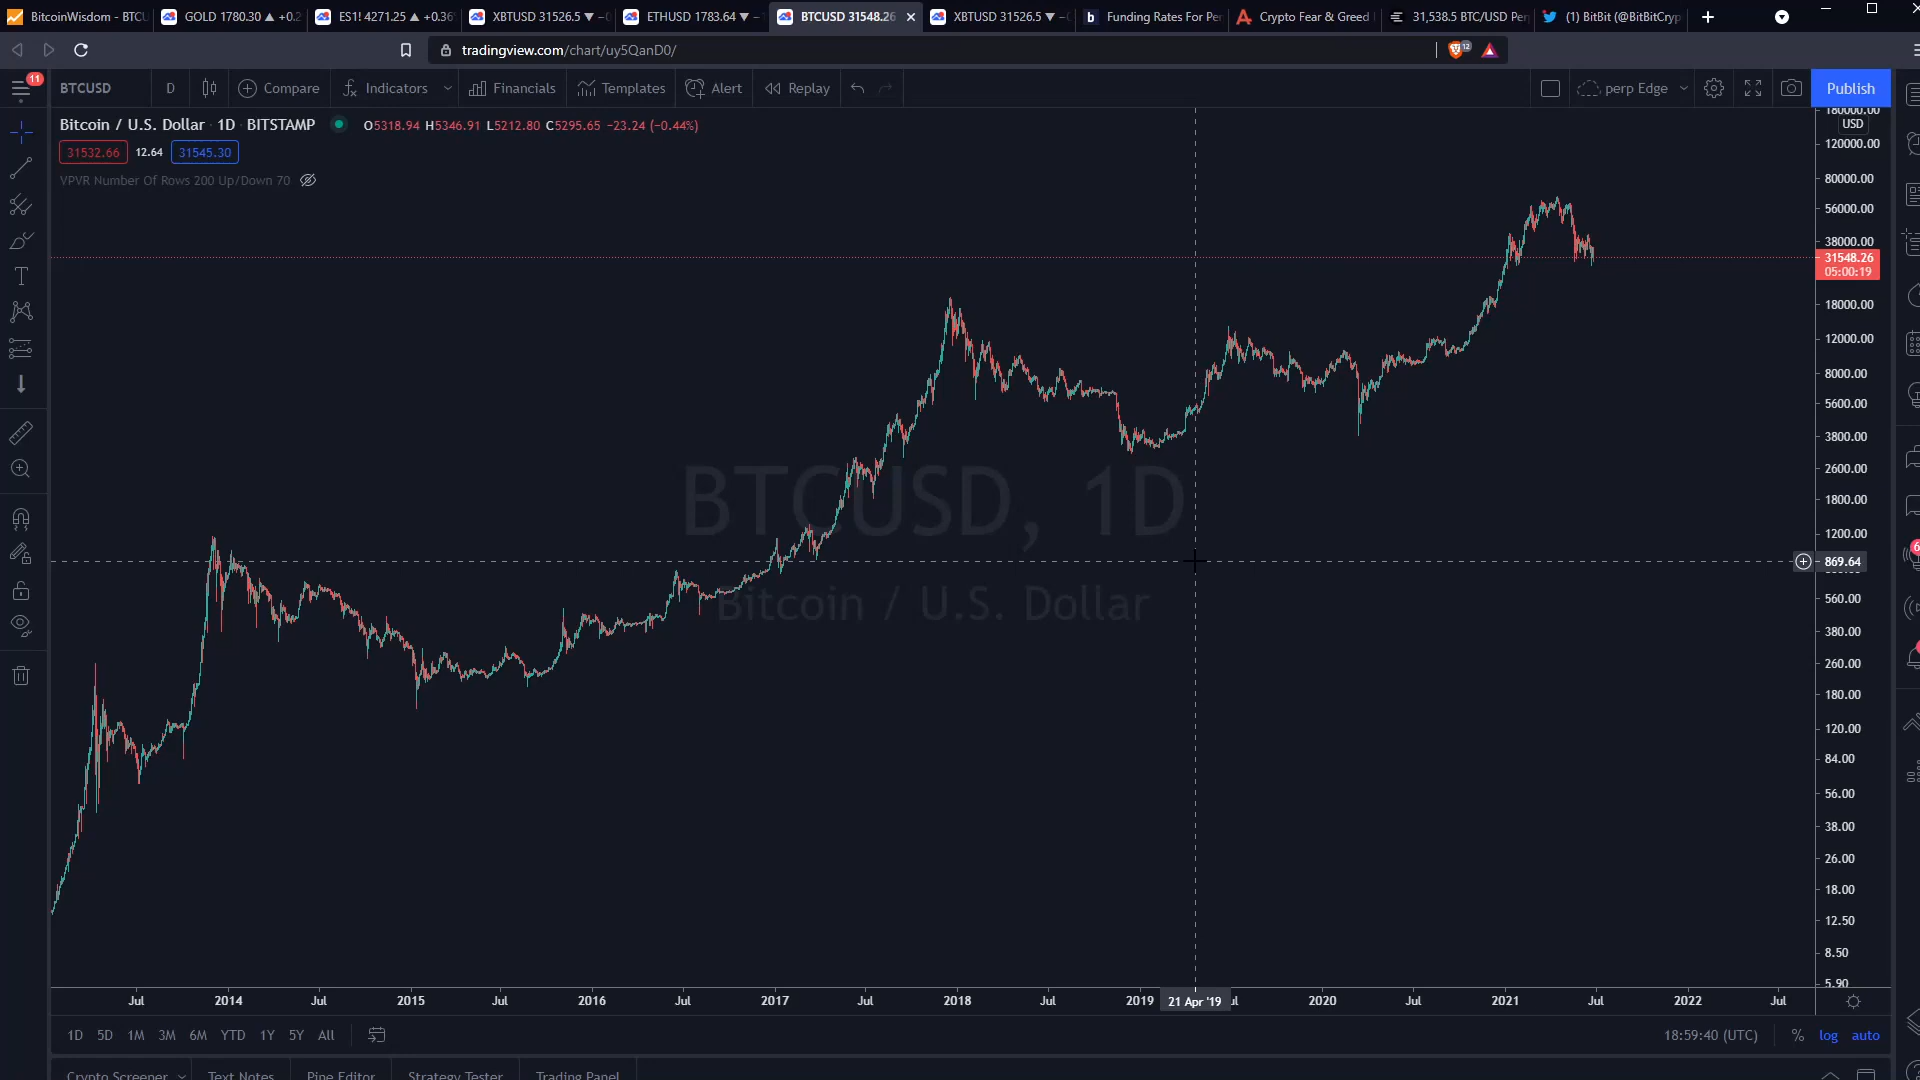 BitcoinWisdom - BTCU GOLD 1780.30 ▲ +0.2 ES1! 4271.25 ▲ +0.36 XBTUSD 31526.5 ▼ −0 ETHUSD 1783.64 ▼ − BTCUSD 31548.26 XBTUSD 31526.5 ▼ −0 Funding Rates For Per Crypto Fear & Greed 31,538.5 BTC/USD Per (1) BitBit (@BitBitCryp
tradingview.com/chart/uy5QanD0/ 12
11 BTCUSD D Compare Indicators Financials Templates Alert Replay perp Edge Publish
Bitcoin / U.S. Dollar · 1D · BITSTAMP O5318.94 H5346.91 L5212.80 C5295.65 −23.24 (−0.44%)
31532.66 12.64 31545.30
VPVR Number Of Rows 200 Up/Down 70
180000.00
USD
120000.00
80000.00
56000.00
38000.00
31548.26
05:00:19
18000.00
12000.00
8000.00
5600.00
3800.00
2600.00
1800.00
1200.00
869.64
560.00
380.00
260.00
180.00
120.00
84.00
56.00
38.00
26.00
18.00
12.50
8.50
5.90
BTCUSD, 1D
Bitcoin / U.S. Dollar
Jul 2014 Jul 2015 Jul 2016 Jul 2017 Jul 2018 Jul 2019 21 Apr '19 ul 2020 Jul 2021 Jul 2022 Jul
1D 5D 1M 3M 6M YTD 1Y 5Y All 18:59:40 (UTC) % log auto
Crypto Screener Text Notes Pine Editor Strategy Tester Trading Panel